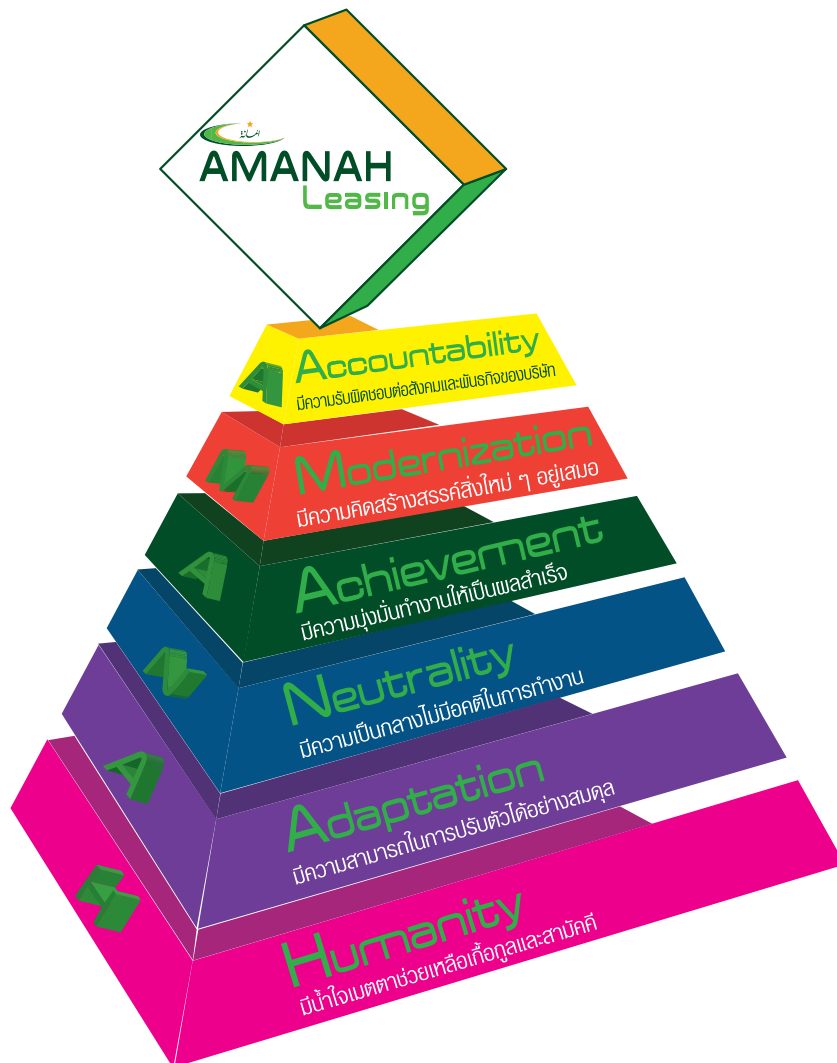 امانة
AMANAH
Leasing
A
Accountability
มีความรับผิดชอบต่อสังคมและพันธกิจของบริษัท
M
Modernization
มีความคิดสร้างสรรค์สิ่งใหม่ ๆ อยู่เสมอ
A
Achievement
มีความมุ่งมั่นทำงานให้เป็นผลสำเร็จ
N
Neutrality
มีความเป็นกลางไม่มีอคติในการทำงาน
A
Adaptation
มีความสามารถในการปรับตัวได้อย่างสมดุล
H
Humanity
มีน้ำใจเมตตาช่วยเหลือเกื้อกูลและสามัคคี